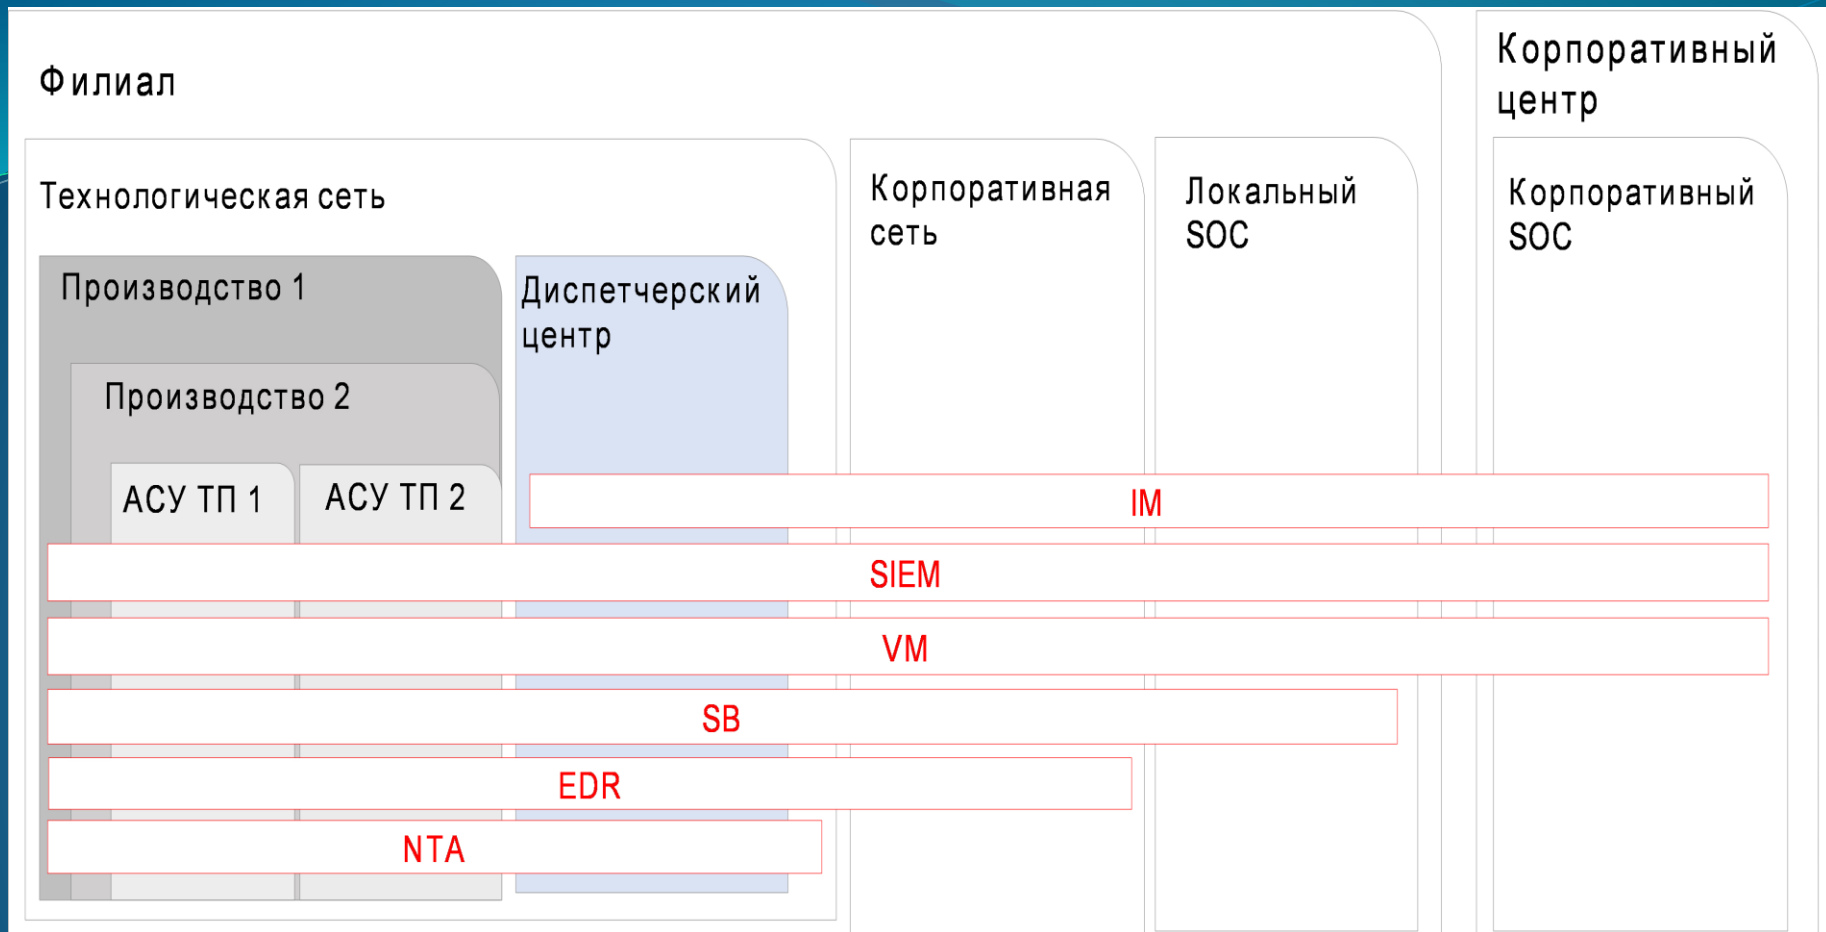 Филиал
Корпоративный
центр
Технологическая сеть
Корпоративная
сеть
Локальный
SOC
Корпоративный
SOC
Производство 1
Диспетчерский
центр
Производство 2
АСУ ТП 1
АСУ ТП 2
IM
SIEM
VM
SB
EDR
NTA